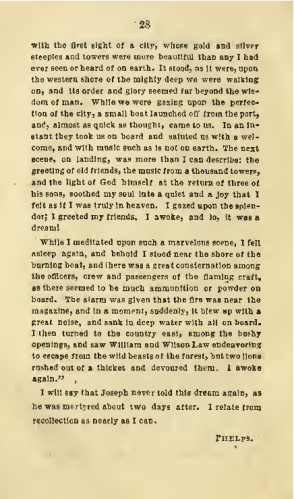 28
with the first sight of a city, whose gold and silver
steeples and towers were more beautiful than any I had
ever seen or heard of on earth. It stood, as it were, upon
the western shore of the mighty deep we were walking
on, and its order and glory seemed far beyond the wis-
dom of man. While we were gazing upon the perfec-
tion of the city, a small boat launched off from the port,
and, almost as quick as thought, came to us. In an in-
stant they took us on board and saluted us with a wel-
come, and with music such as is not on earth. The next
scene, on landing, was more than I can describe: the
greeting of old friends, the music from a thousand towers,
and the light of God himself at the return of three of
his sons, soothed my soul into a quiet and a joy that I
felt as if I was truly in heaven. I gazed upon the splen-
dor; I greeted my friends. I awoke, and lo, it was a
dream!
While I meditated upon such a marvelous scene, I fell
asleep again, and behold I stood near the shore of the
burning boat, and there was a great consternation among
the officers, crew and passengers of the flaming craft,
as there seemed to be much ammunition or powder on
board. The alarm was given that the fire was near the
magazine, and in a moment, suddenly, it blew up with a
great noise, and sank in deep water with all on board.
I then turned to the country east, among the bushy
openings, and saw William and Wilson Law endeavoring
to escape from the wild beasts of the forest, but two lions
rushed out of a thicket and devoured them. I awoke
again."
I will say that Joseph never told this dream again, as
he was martyred about two days after. I relate from
recollection as nearly as I can.
PHELPS.